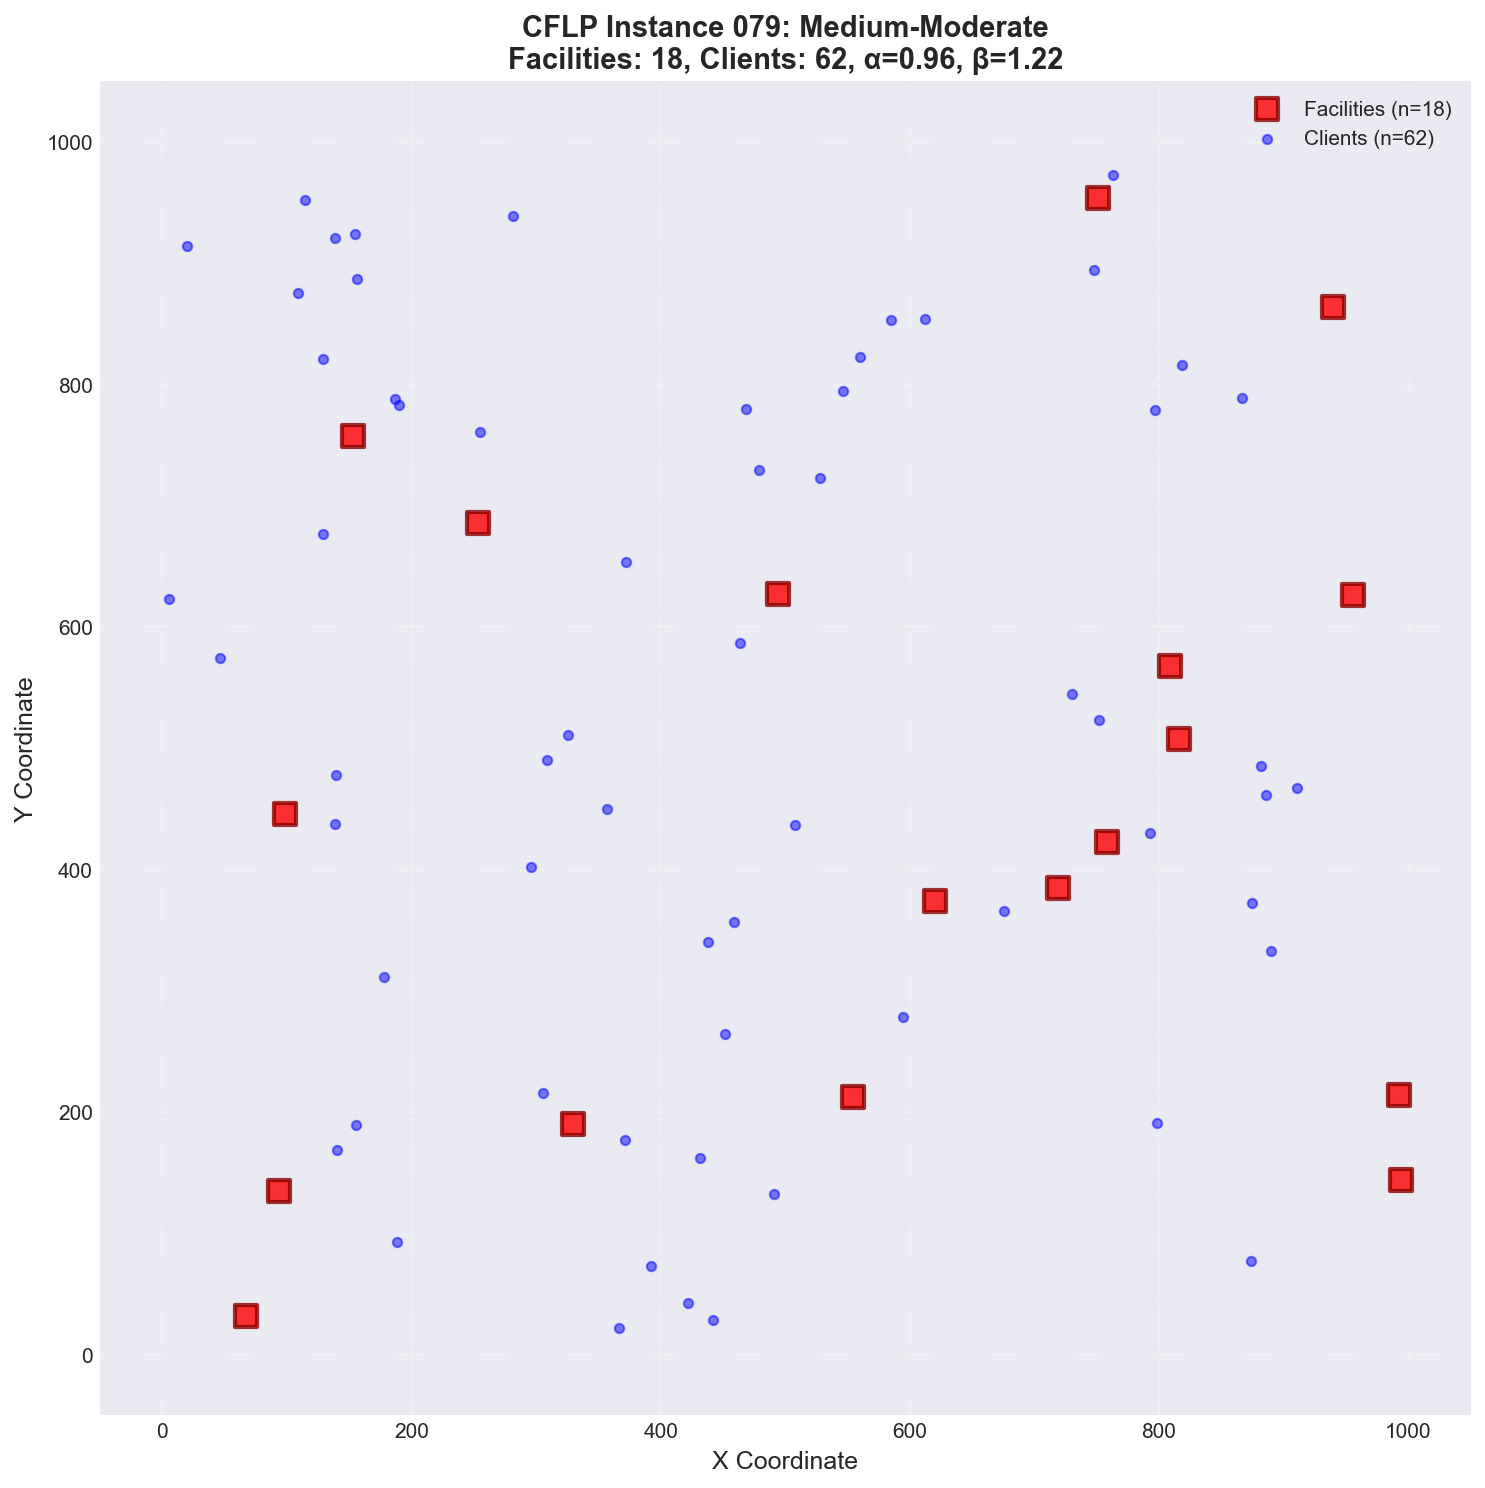 CFLP Instance 079: Medium-Moderate
Facilities: 18, Clients: 62, α=0.96, β=1.22
Facilities (n=18)
Clients (n=62)
Y Coordinate
1000
800
600
400
200
0
0 200 400 600 800 1000
X Coordinate